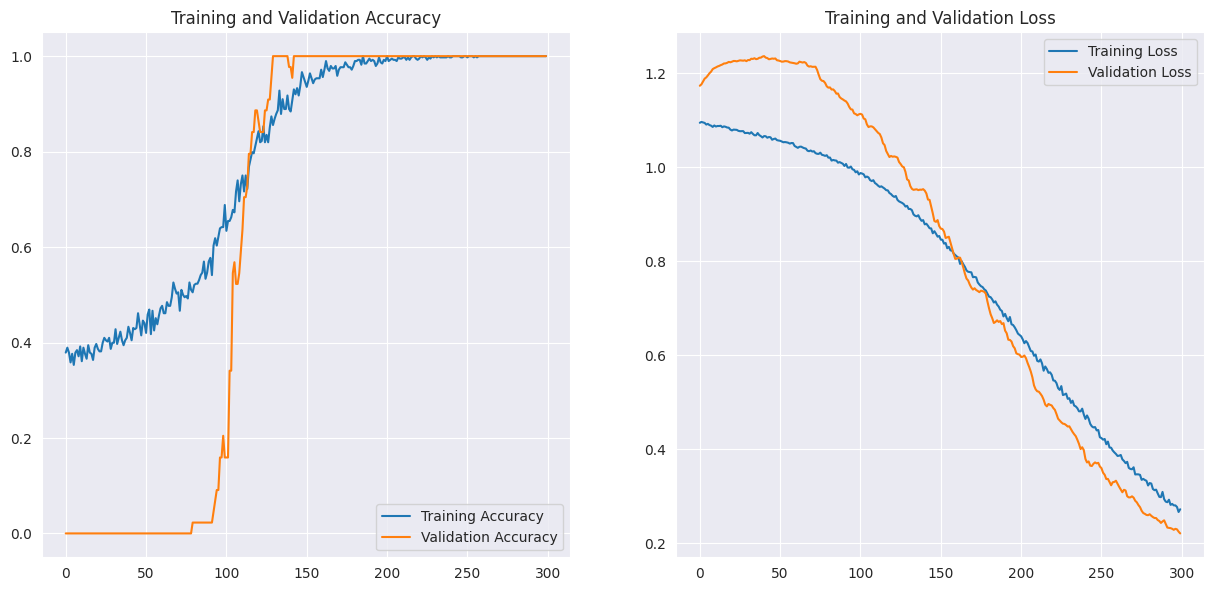 Training and Validation Accuracy
1.0
0.8
0.6
0.4
0.2
0.0
0 50 100 150 200 250 300
Training Accuracy
Validation Accuracy
Training and Validation Loss
1.2
1.0
0.8
0.6
0.4
0.2
0 50 100 150 200 250 300
Training Loss
Validation Loss